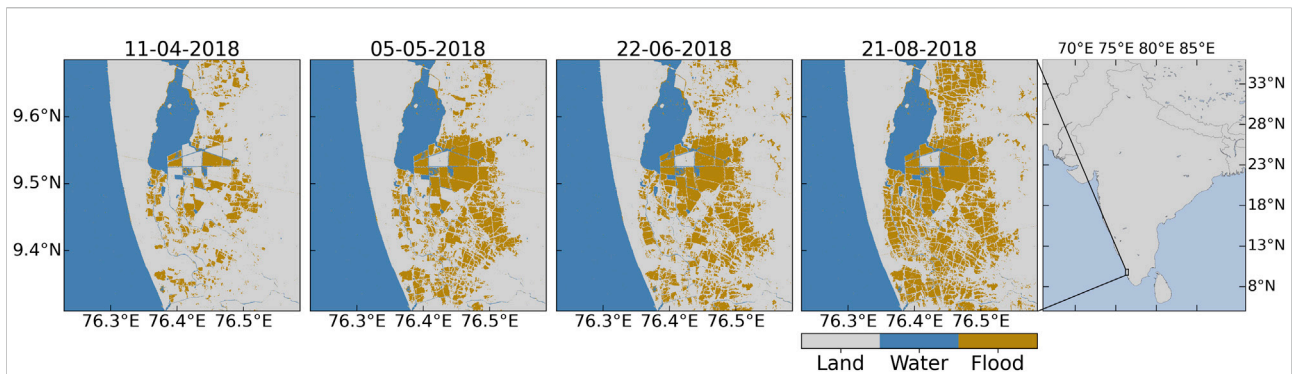 11-04-2018
05-05-2018
22-06-2018
21-08-2018
70°E 75°E 80°E 85°E
9.6°N
9.5°N
9.4°N
33°N
28°N
23°N
18°N
13°N
8°N
76.3°E 76.4°E 76.5°E
76.3°E 76.4°E 76.5°E
76.3°E 76.4°E 76.5°E
76.3°E 76.4°E 76.5°E
Land Water Flood